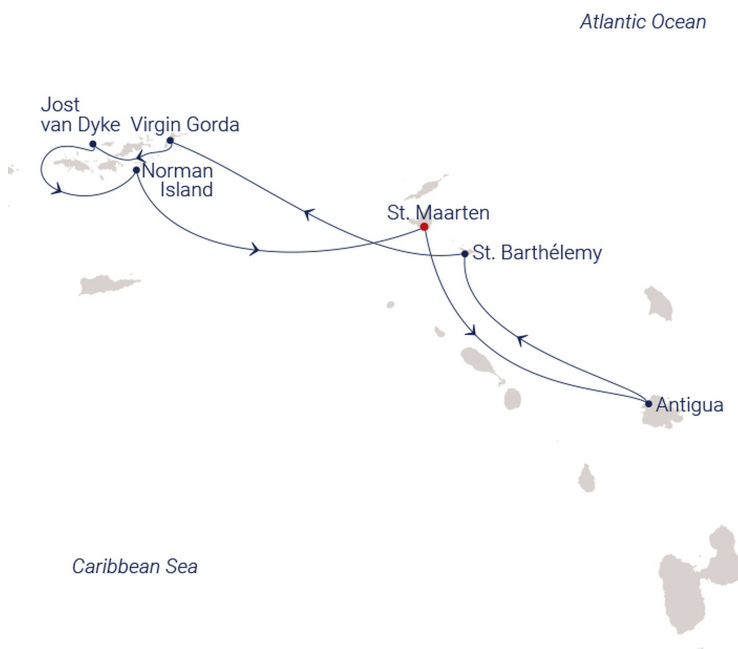 Atlantic Ocean
Jost
van Dyke
Virgin Gorda
Norman
Island
St. Maarten
St. Barthélemy
Antigua
Caribbean Sea